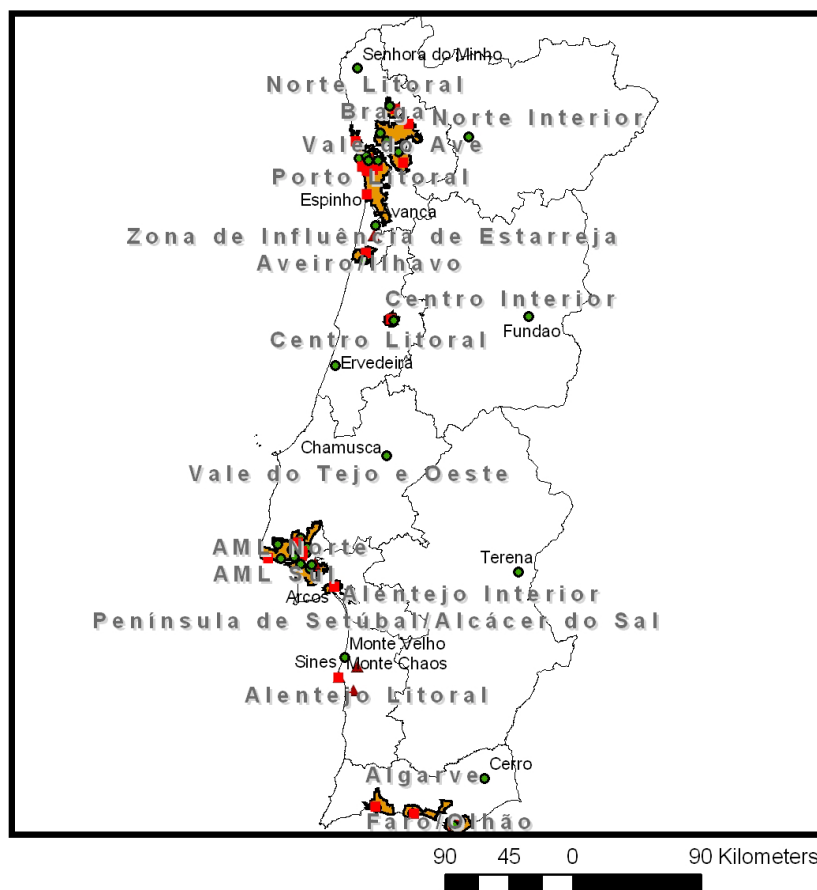 Senhora do Minho
Norte Litoral
Braga
Norte Interior
Vale do Ave
Porto Litoral
Espinho
vanca
Zona de Influência de Estarreja
Aveiro/Ilhavo
Centro Interior
Fundao
Centro Litoral
Ervedeira
Chamusca
Vale do Tejo e Oeste
AML Norte
Terena
AML Sul
Arcos
Alentejo Interior
Península de Setúbal/Alcácer do Sal
Monte Velho
Sines
Monte Chaos
Alentejo Litoral
Cerro
Algarve
Faro/Olhão
90 45 0 90 Kilometers